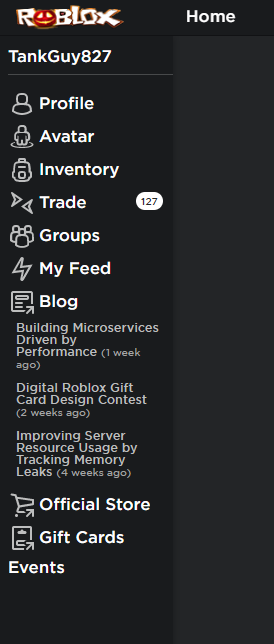 ROBLOX
Home
TankGuy827
Profile
Avatar
Inventory
Trade 127
Groups
My Feed
Blog
Building Microservices
Driven by
Performance (1 week
ago)
Digital Roblox Gift
Card Design Contest
(2 weeks ago)
Improving Server
Resource Usage by
Tracking Memory
Leaks (4 weeks ago)
Official Store
Gift Cards
Events